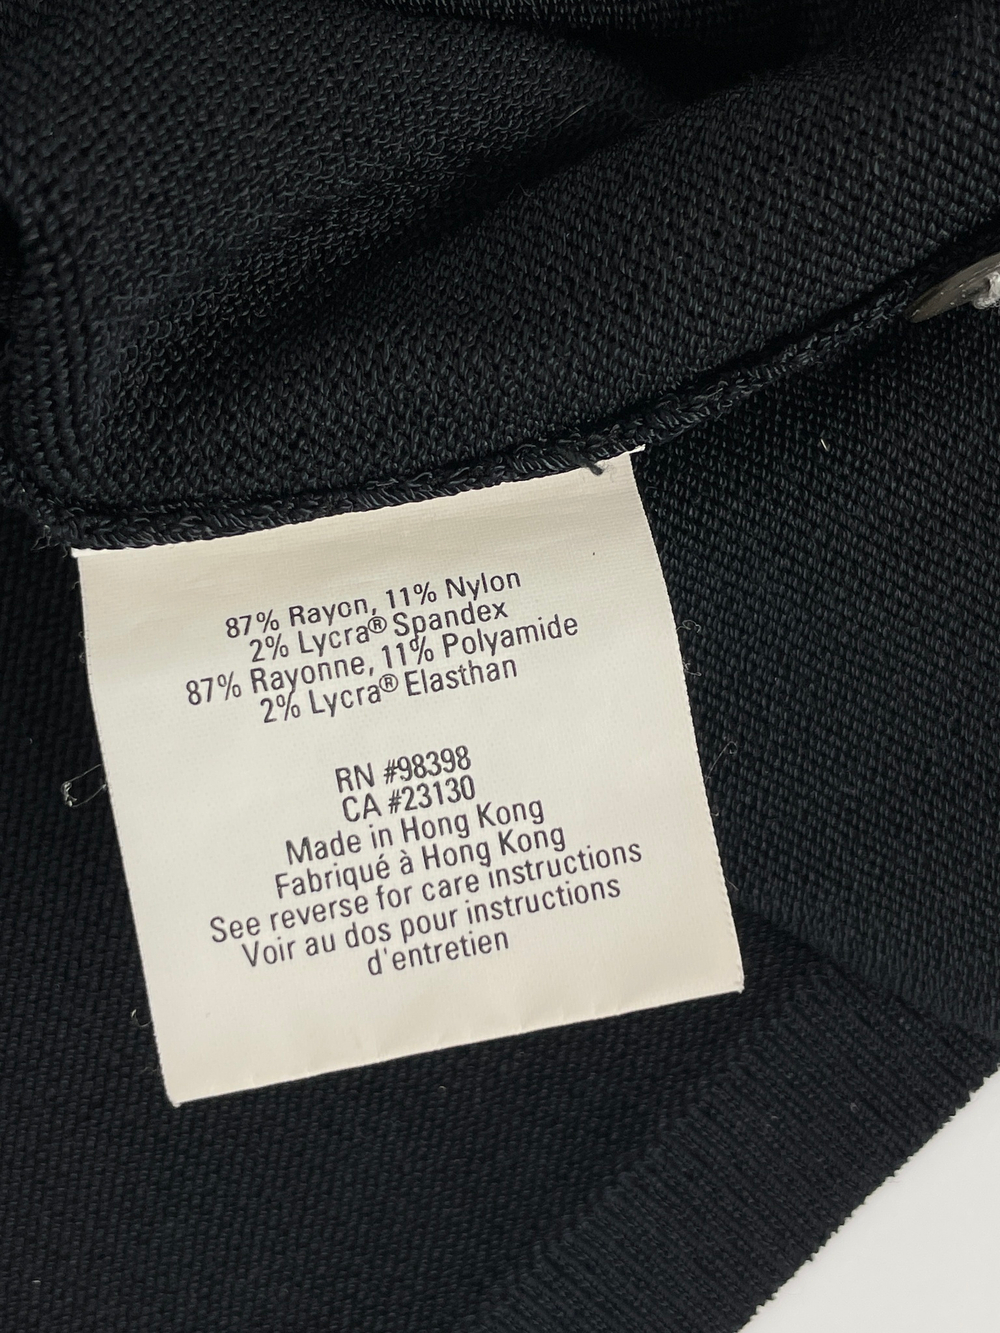 87% Rayon, 11% Nylon
2% Lycra® Spandex
87% Rayonne, 11% Polyamide
2% Lycra® Elasthan
RN #98398
CA #23130
Made in Hong Kong
Fabriqué à Hong Kong
See reverse for care instructions
Voir au dos pour instructions
d'entretien